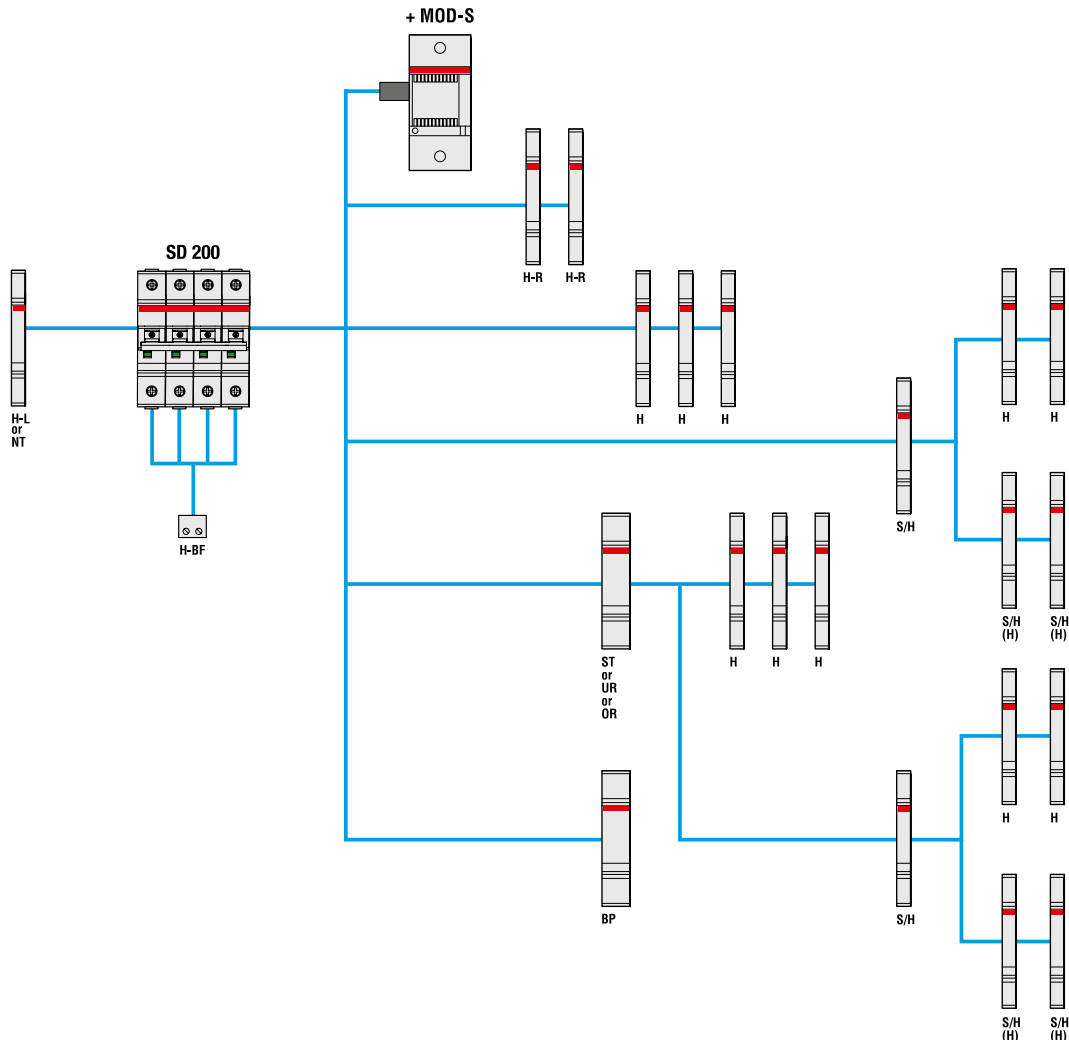 + MOD-S
H-R
H-R
SD 200
H-L
or
NT
H-BF
H
H
H
H
H
S/H
S/H
(H)
S/H
(H)
ST
or
UR
or
OR
H
H
H
H
H
BP
S/H
S/H
(H)
S/H
(H)